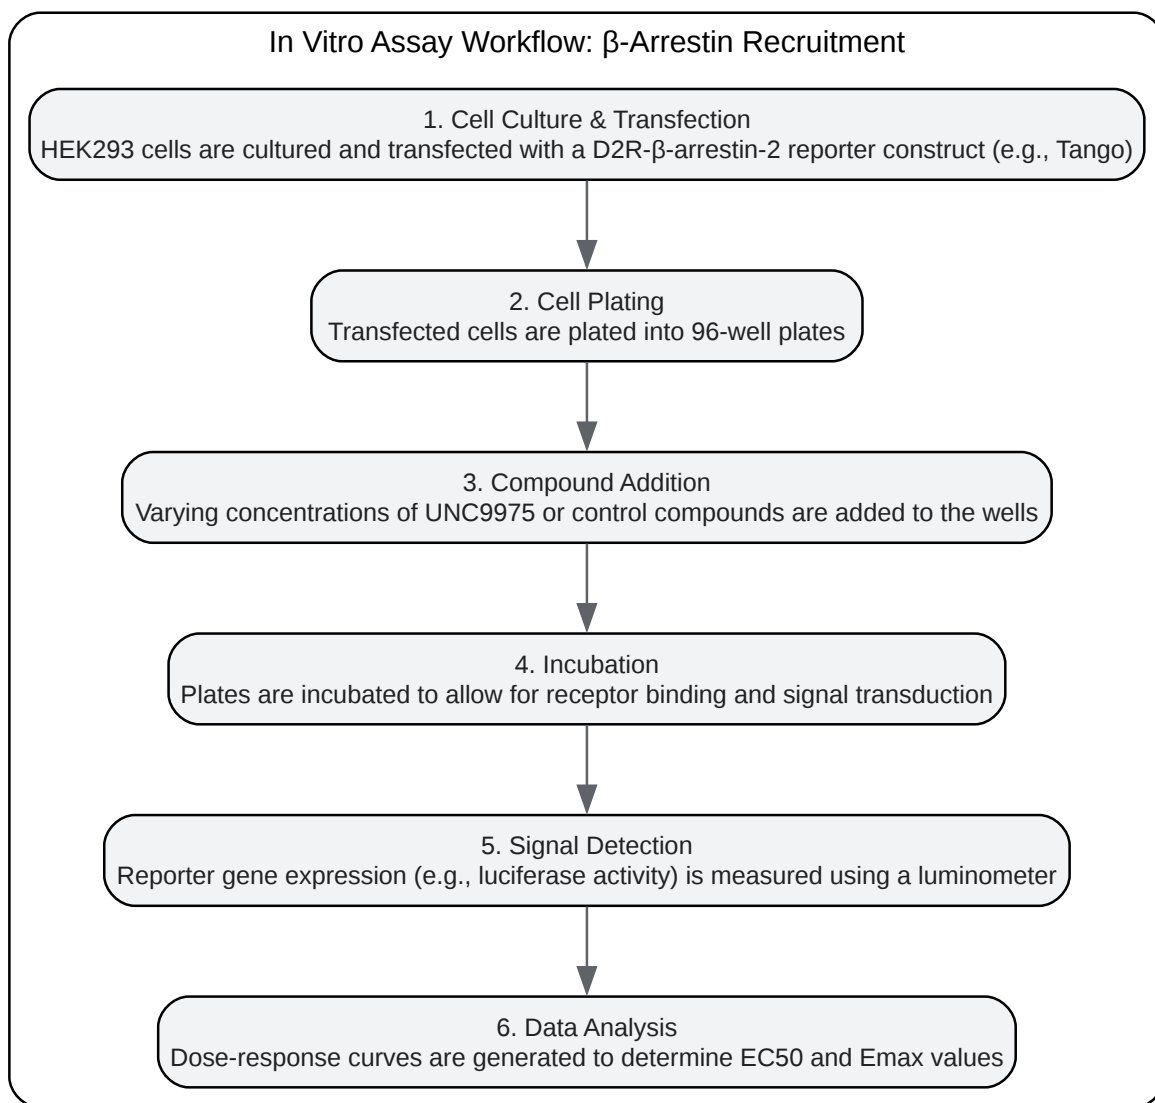 In Vitro Assay Workflow: β-Arrestin Recruitment
1. Cell Culture & Transfection
HEK293 cells are cultured and transfected with a D2R-β-arrestin-2 reporter construct (e.g., Tango)
2. Cell Plating
Transfected cells are plated into 96-well plates
3. Compound Addition
Varying concentrations of UNC9975 or control compounds are added to the wells
4. Incubation
Plates are incubated to allow for receptor binding and signal transduction
5. Signal Detection
Reporter gene expression (e.g., luciferase activity) is measured using a luminometer
6. Data Analysis
Dose-response curves are generated to determine EC50 and Emax values